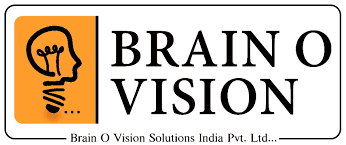 BRAIN O
VISION
Brain O Vision Solutions India Pvt. Ltd...